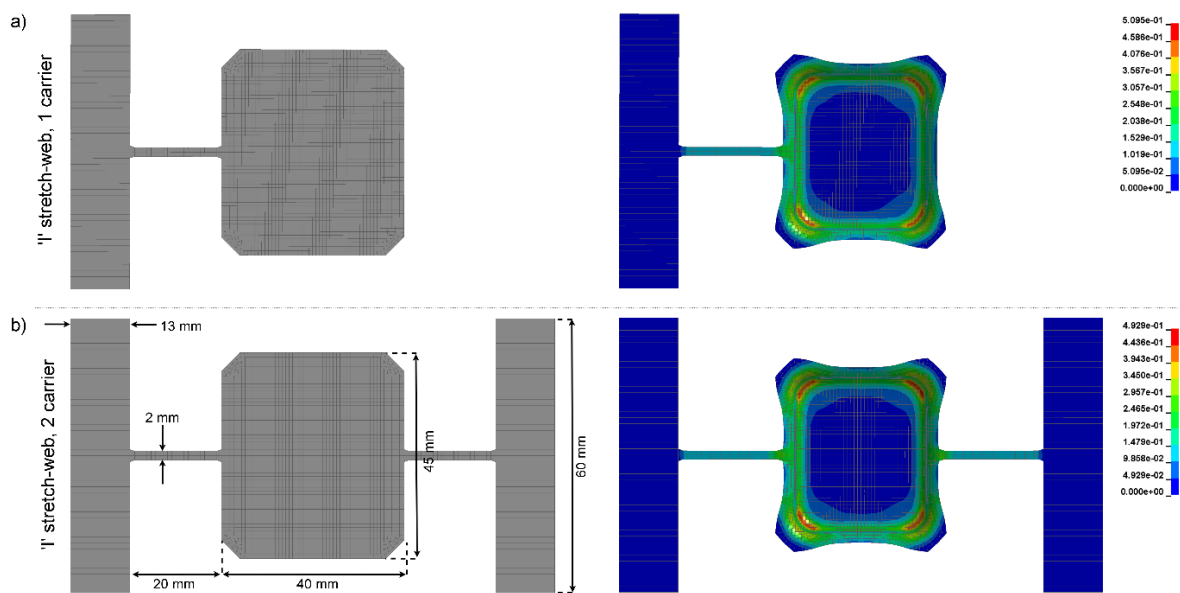 a)
'I' stretch-web, 1 carrier
5.095e-01
4.586e-01
4.076e-01
3.567e-01
3.057e-01
2.548e-01
2.038e-01
1.529e-01
1.019e-01
5.095e-02
0.000e+00
b)
'I' stretch-web, 2 carrier
13 mm
2 mm
45 mm
60 mm
20 mm
40 mm
4.929e-01
4.436e-01
3.943e-01
3.450e-01
2.957e-01
2.465e-01
1.971e-01
1.479e-01
9.858e-02
4.929e-02
0.000e+00